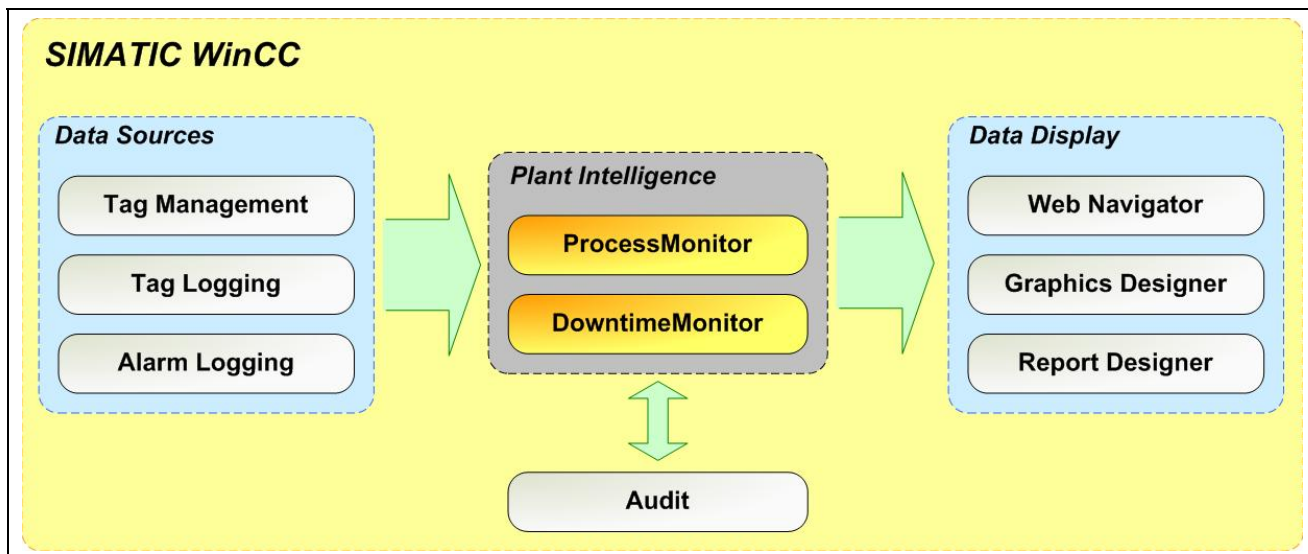 SIMATIC WinCC
Data Sources
Tag Management
Tag Logging
Alarm Logging
Plant Intelligence
ProcessMonitor
DowntimeMonitor
Audit
Data Display
Web Navigator
Graphics Designer
Report Designer